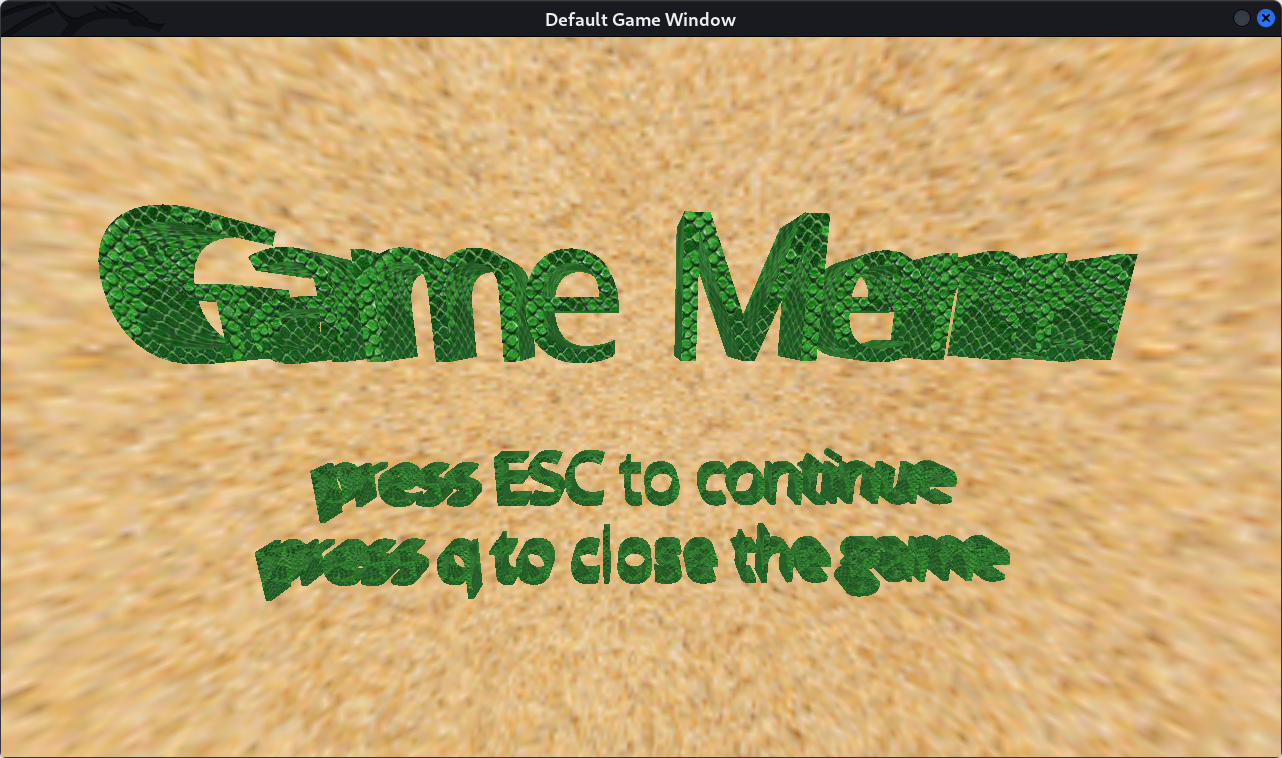 Default Game Window
Game Menu
press ESC to continue
press q to close the game